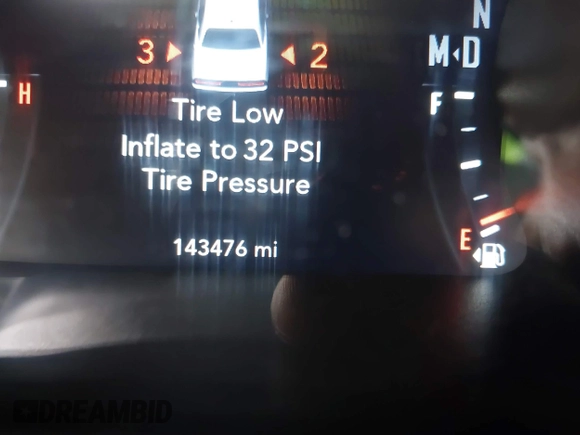 N
3 2
M D
H
F
Tire Low
Inflate to 32 PSI
Tire Pressure
E
143476 mi
DREAMBID